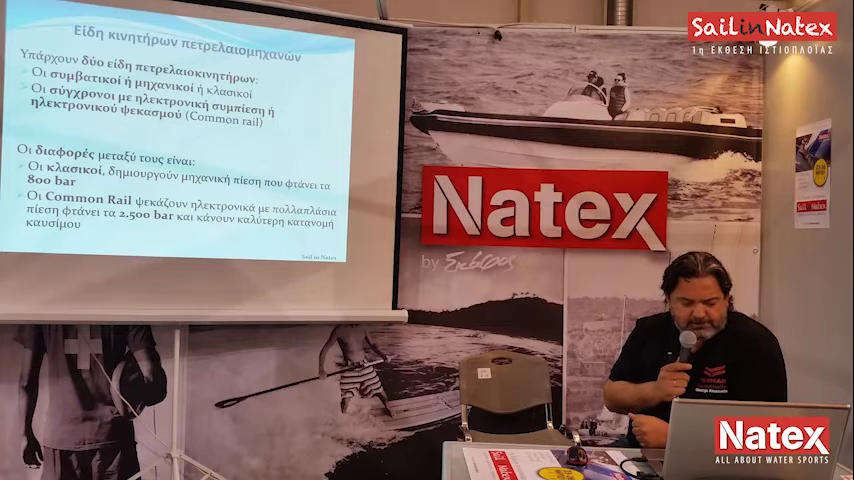 Είδη κινητήρων πετρελαιομηχανών
Υπάρχουν δύο είδη πετρελαιοκινητήρων:
Οι συμβατικοί ή μηχανικοί ή κλασικοί
Οι σύγχρονοι με ηλεκτρονική συμπίεση ή
ηλεκτρονικού ψεκασμού (Common rail)
Οι διαφορές μεταξύ τους είναι:
Οι κλασικοί, δημιουργούν μηχανική πίεση που φτάνει τα
800 bar
Οι Common Rail ψεκάζουν ηλεκτρονικά με πολλαπλάσια
πίεση φτάνει τα 2.500 bar και κάνουν καλύτερη κατανομή
καυσίμου
Sail in Natex
SailinNatex
1η ΕΚΘΕΣΗ ΙΣΤΙΟΠΛΟΪΑΣ
Natex
by Σκάφος
Natex
ALL ABOUT WATER SPORTS